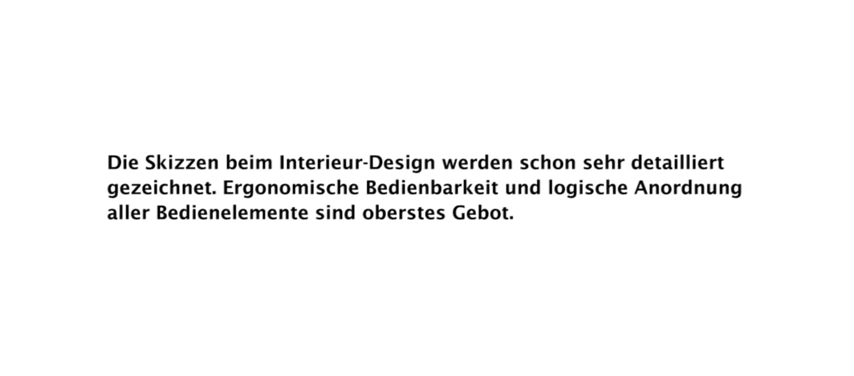 Die Skizzen beim Interieur-Design werden schon sehr detailliert
gezeichnet. Ergonomische Bedienbarkeit und logische Anordnung
aller Bedienelemente sind oberstes Gebot.